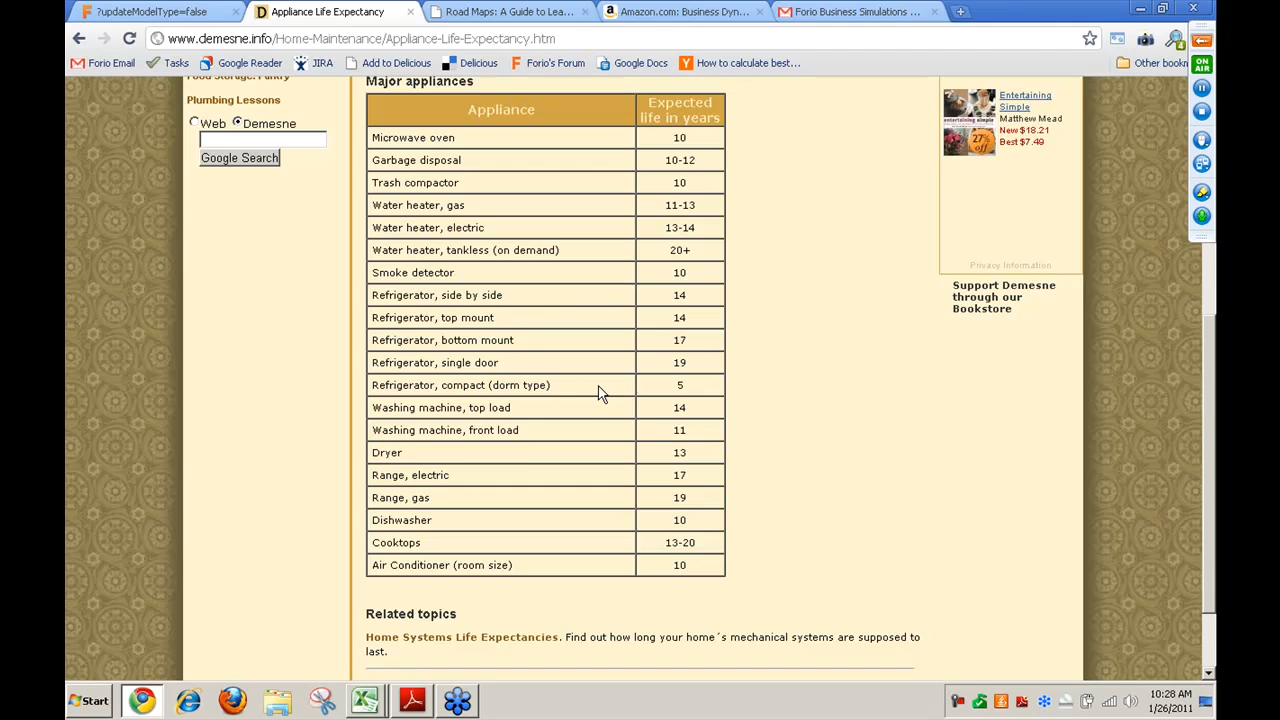 ?updateModelType=false
Appliance Life Expectancy
Road Maps: A Guide to Lea...
Amazon.com: Business Dyn...
Forio Business Simulations ...
www.demesne.info/Home-Maintenance/Appliance-Life-Expectancy.htm
4
Forio Email
Tasks
Google Reader
JIRA
Add to Delicious
Delicious
Forio's Forum
Google Docs
How to calculate best...
Other bookn
ON AIR
Food Storage: Pantry
Plumbing Lessons
Web Demesne
Google Search
Major appliances
Appliance Expected life in years
Microwave oven 10
Garbage disposal 10-12
Trash compactor 10
Water heater, gas 11-13
Water heater, electric 13-14
Water heater, tankless (on demand) 20+
Smoke detector 10
Refrigerator, side by side 14
Refrigerator, top mount 14
Refrigerator, bottom mount 17
Refrigerator, single door 19
Refrigerator, compact (dorm type) 5
Washing machine, top load 14
Washing machine, front load 11
Dryer 13
Range, electric 17
Range, gas 19
Dishwasher 10
Cooktops 13-20
Air Conditioner (room size) 10
Related topics
Home Systems Life Expectancies. Find out how long your home´s mechanical systems are supposed to
last.
Entertaining
Simple
Matthew Mead
New $18.21
Best $7.49
27%
off
Privacy Information
Support Demesne
through our
Bookstore
Start
10:28 AM
1/26/2011